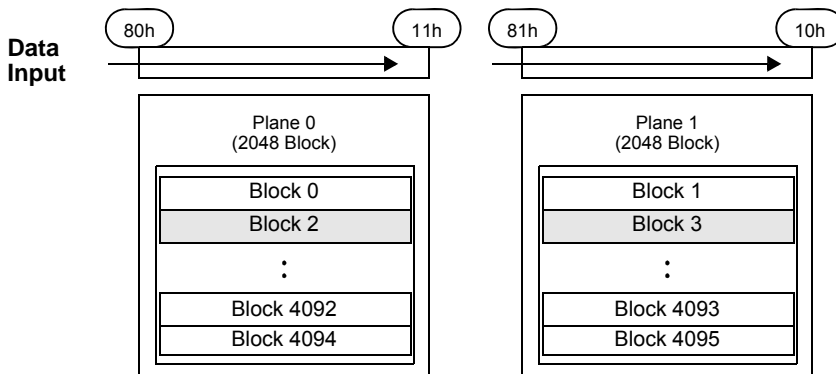 80h
11h
81h
10h
Data
Input
Plane 0
(2048 Block)
Block 0
Block 2
:
Block 4092
Block 4094
Plane 1
(2048 Block)
Block 1
Block 3
:
Block 4093
Block 4095